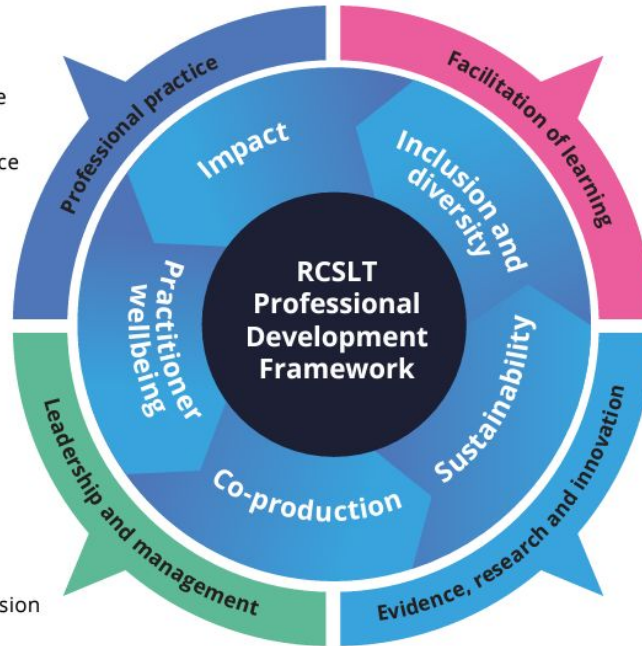 Professional practice
Facilitation of learning
Impact
Inclusion and
diversity
Practitioner
wellbeing
RCSLT
Professional
Development
Framework
Sustainability
Co-production
Leadership and management
Evidence, research and innovation